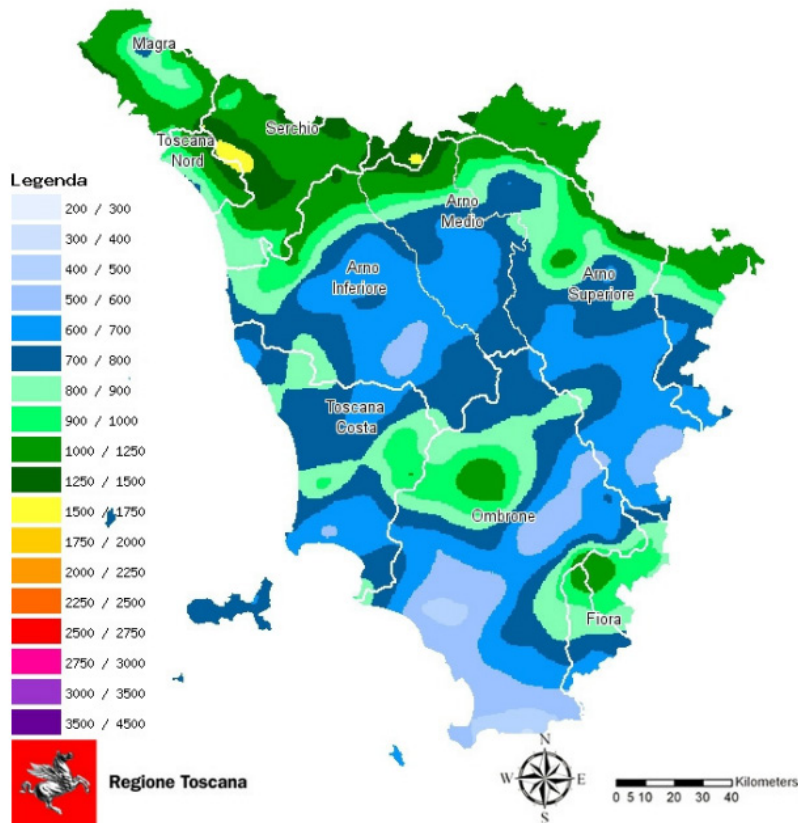 Magra
Serchio
Toscana
Nord
Arno
Medio
Arno
Inferiore
Arno
Superiore
Toscana
Costa
Ombrone
Fiora
Legenda
200 / 300
300 / 400
400 / 500
500 / 600
600 / 700
700 / 800
800 / 900
900 / 1000
1000 / 1250
1250 / 1500
1500 / 1750
1750 / 2000
2000 / 2250
2250 / 2500
2500 / 2750
2750 / 3000
3000 / 3500
3500 / 4500
Regione Toscana
N
W E
S
Kilometers
0 5 10 20 30 40